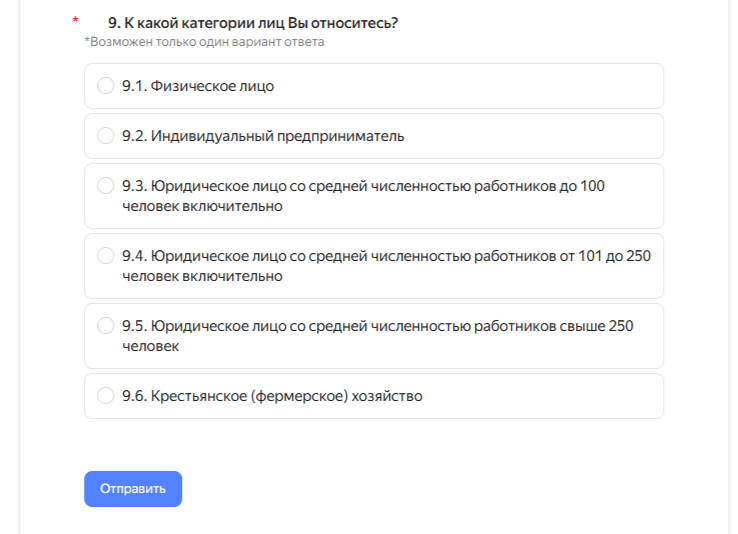 * 9. К какой категории лиц Вы относитесь?
*Возможен только один вариант ответа
9.1. Физическое лицо
9.2. Индивидуальный предприниматель
9.3. Юридическое лицо со средней численностью работников до 100
человек включительно
9.4. Юридическое лицо со средней численностью работников от 101 до 250
человек включительно
9.5. Юридическое лицо со средней численностью работников свыше 250
человек
9.6. Крестьянское (фермерское) хозяйство
Отправить